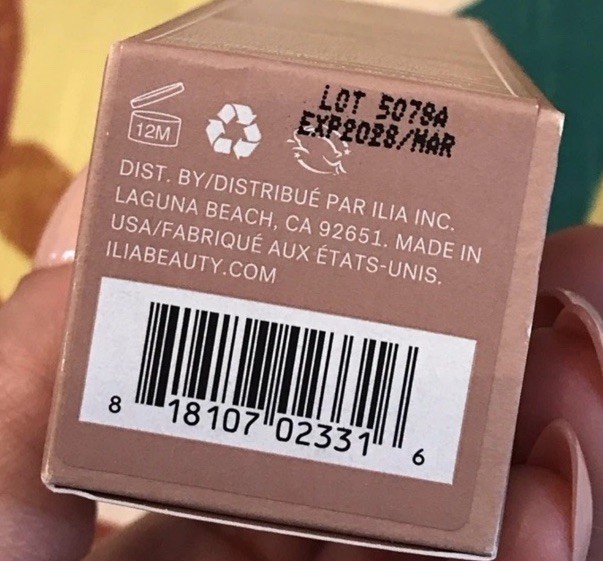 LOT 5078A
EXP2028/MAR
12M
DIST. BY/DISTRIBUÉ PAR ILIA INC.
LAGUNA BEACH, CA 92651. MADE IN
USA/FABRIQUÉ AUX ÉTATS-UNIS.
ILIABEAUTY.COM
8 18107 02331 6